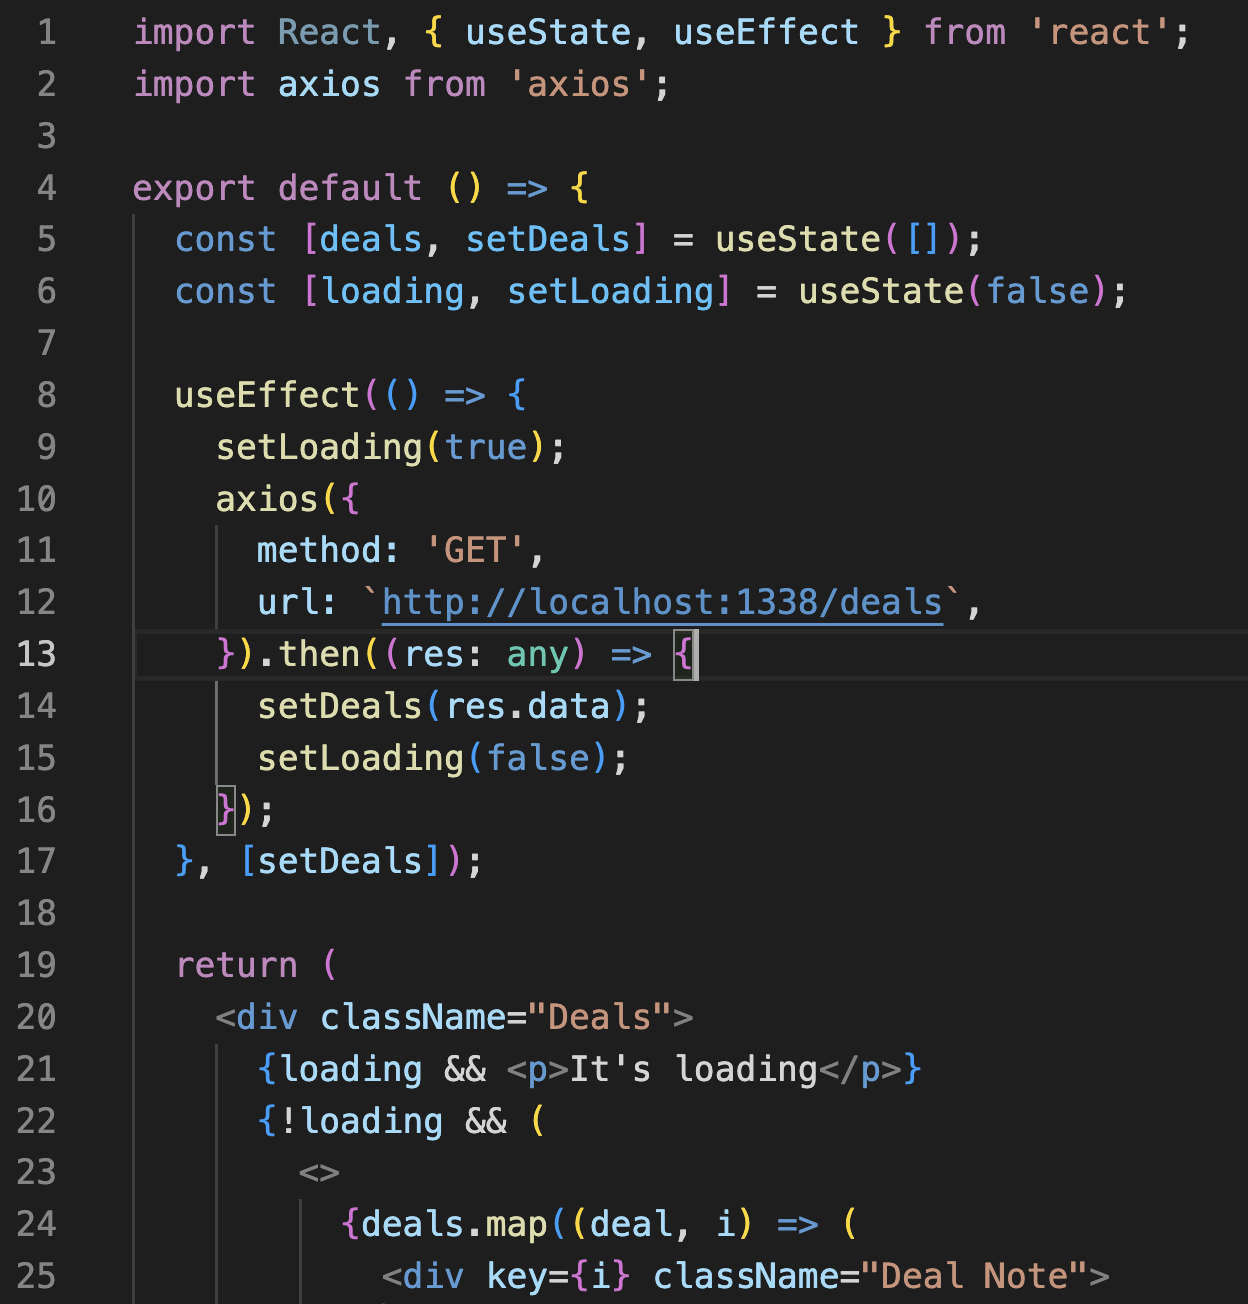 1 import React, { useState, useEffect } from 'react';
2 import axios from 'axios';
3
4 export default () => {
5 const [deals, setDeals] = useState([]);
6 const [loading, setLoading] = useState(false);
7
8 useEffect(() => {
9 setLoading(true);
10 axios({
11 method: 'GET',
12 url: `http://localhost:1338/deals`,
13 }).then((res: any) => {
14 setDeals(res.data);
15 setLoading(false);
16 });
17 }, [setDeals]);
18
19 return (
20 <div className="Deals">
21 {loading && <p>It's loading</p>}
22 {!loading && (
23 <>
24 {deals.map((deal, i) => (
25 <div key={i} className="Deal Note">